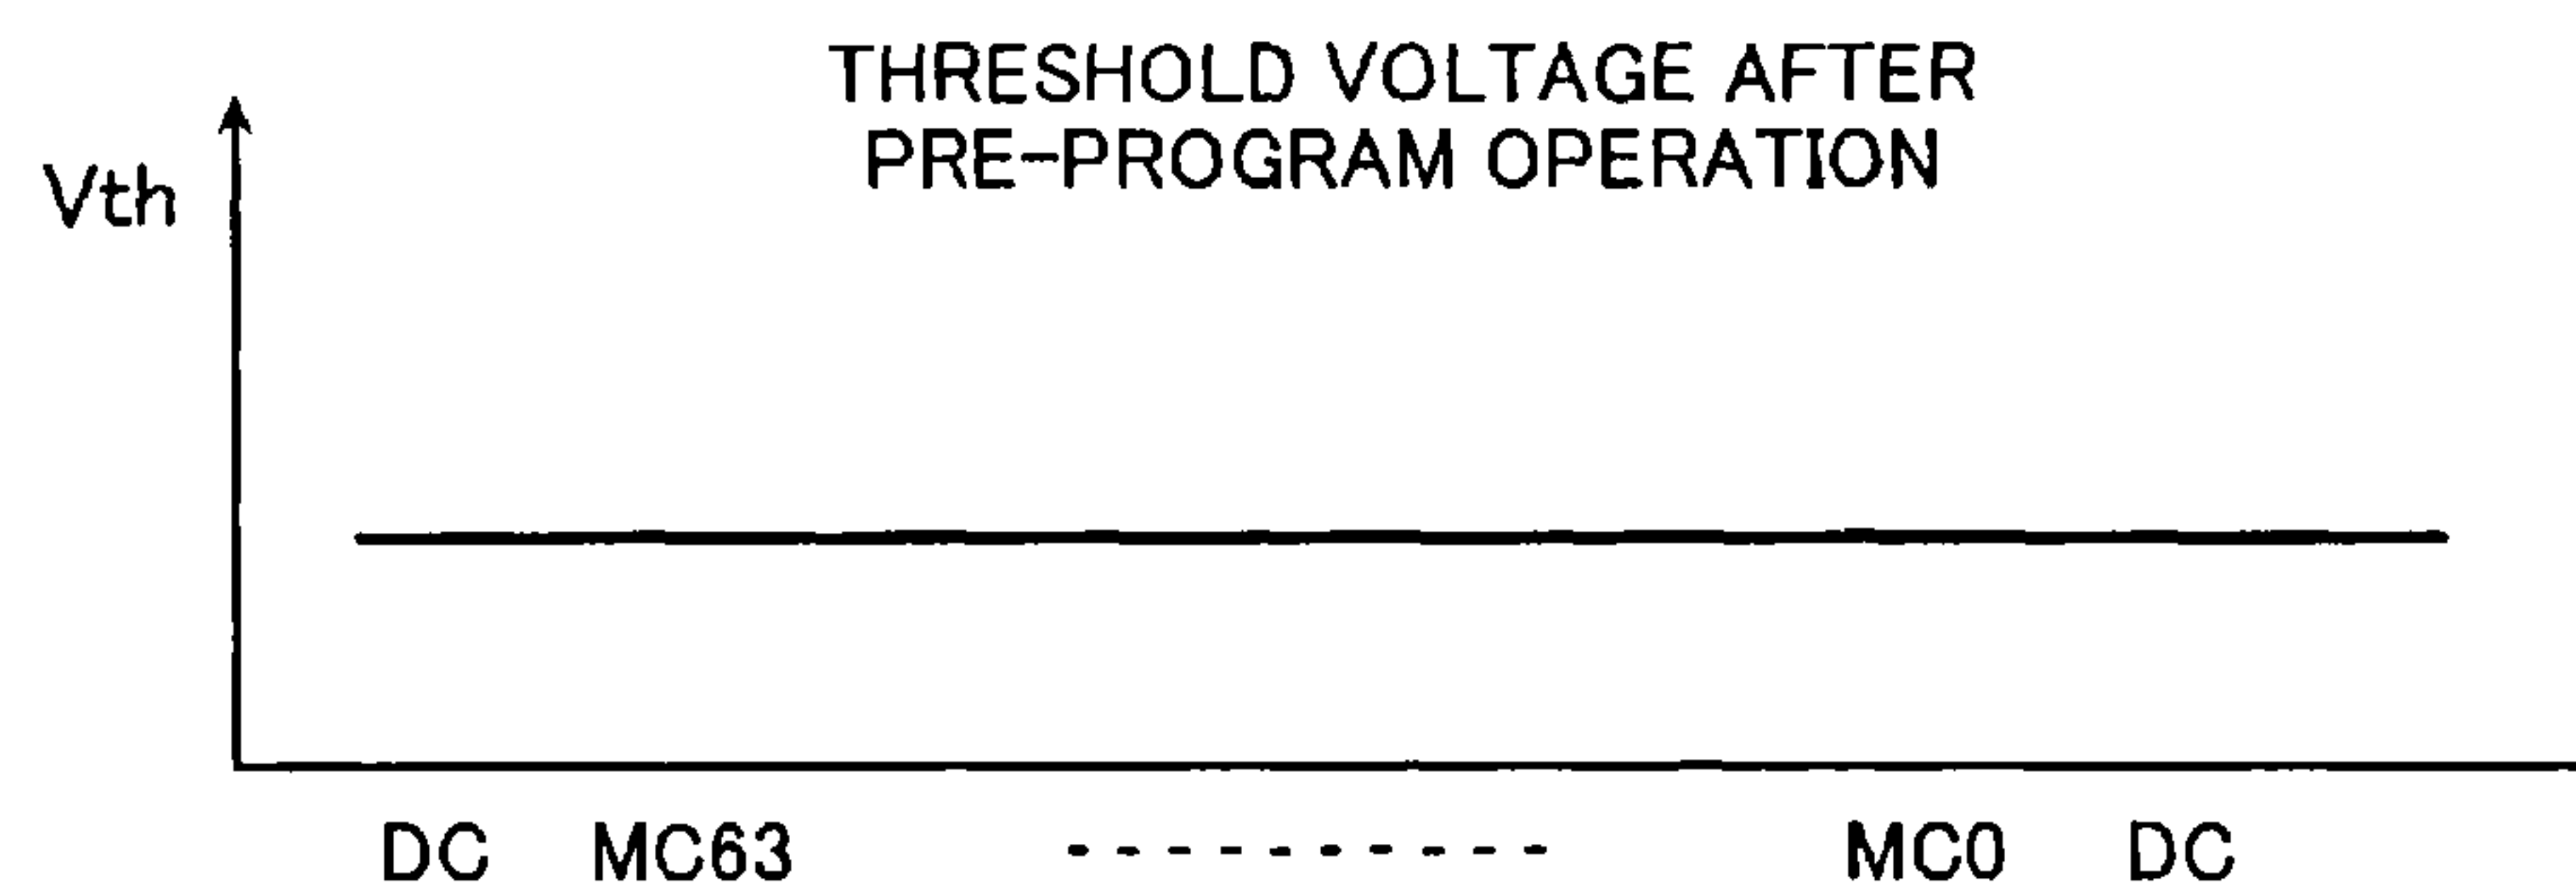 THRESHOLD VOLTAGE AFTER
PRE-PROGRAM OPERATION
Vth
DC MC63 ---------- MC0 DC